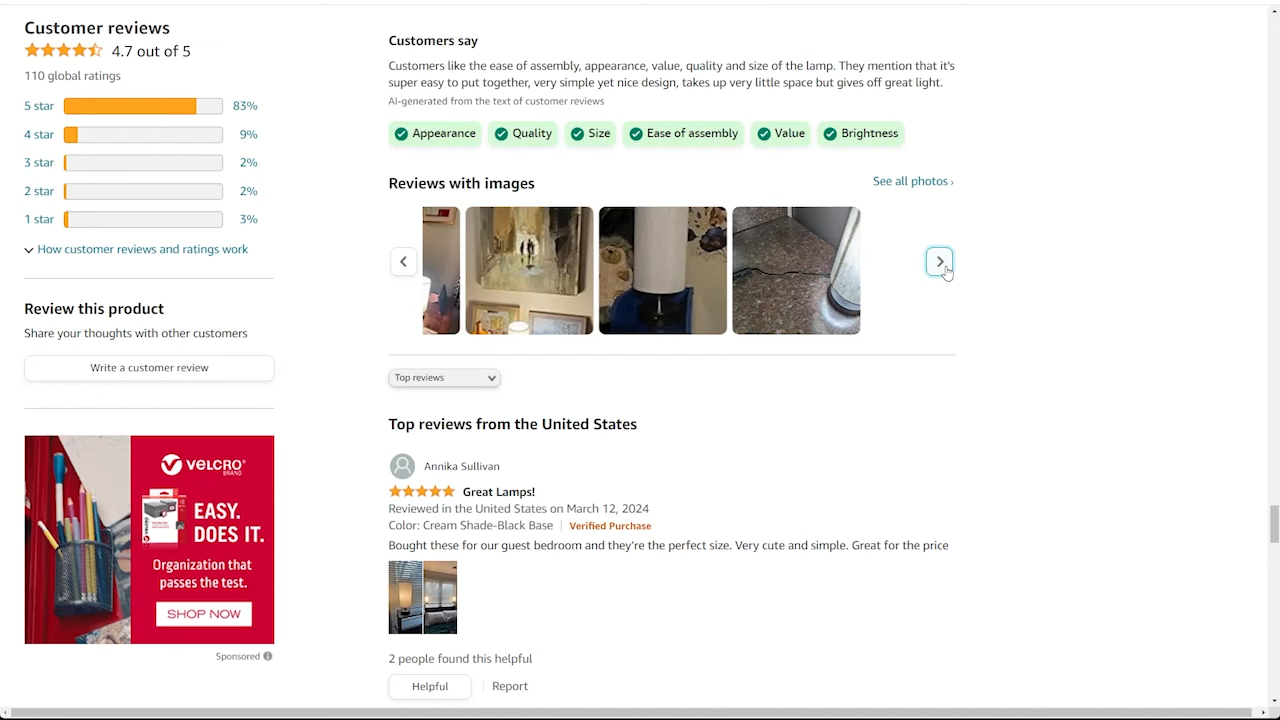 Customer reviews
4.7 out of 5
110 global ratings
5 star 83%
4 star 9%
3 star 2%
2 star 2%
1 star 3%
How customer reviews and ratings work
Review this product
Share your thoughts with other customers
Write a customer review
VELCRO®
BRAND
EASY.
DOES IT.
Organization that
passes the test.
SHOP NOW
Sponsored
Customers say
Customers like the ease of assembly, appearance, value, quality and size of the lamp. They mention that it's
super easy to put together, very simple yet nice design, takes up very little space but gives off great light.
AI-generated from the text of customer reviews
Appearance Quality Size Ease of assembly Value Brightness
Reviews with images
See all photos ›
Top reviews
Top reviews from the United States
Annika Sullivan
Great Lamps!
Reviewed in the United States on March 12, 2024
Color: Cream Shade-Black Base Verified Purchase
Bought these for our guest bedroom and they're the perfect size. Very cute and simple. Great for the price
2 people found this helpful
Helpful Report